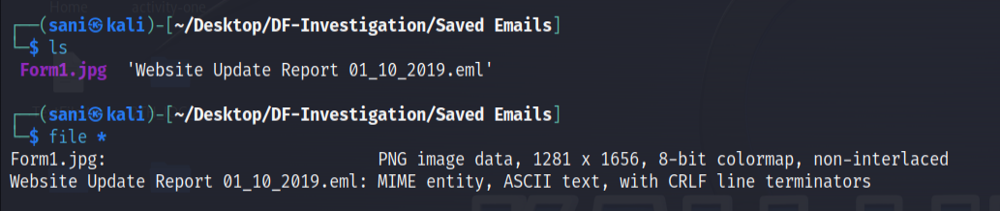 ┌──(sani㉿kali)-[~/Desktop/DF-Investigation/Saved Emails]
└─$ ls
Form1.jpg  'Website Update Report 01_10_2019.eml'
┌──(sani㉿kali)-[~/Desktop/DF-Investigation/Saved Emails]
└─$ file *
Form1.jpg:                             PNG image data, 1281 x 1656, 8-bit colormap, non-interlaced
Website Update Report 01_10_2019.eml: MIME entity, ASCII text, with CRLF line terminators